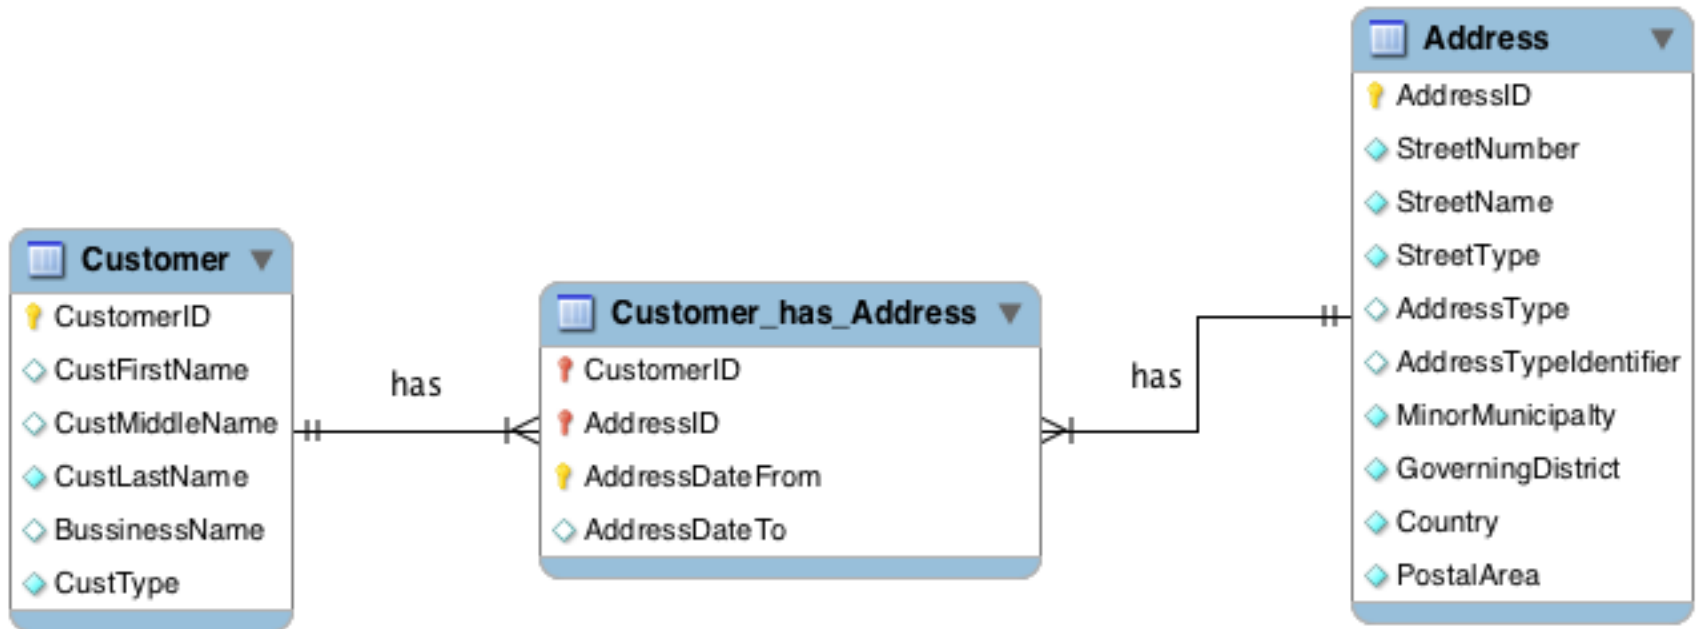 Customer
CustomerID
CustFirstName
CustMiddleName
CustLastName
BussinessName
CustType
has
Customer_has_Address
CustomerID
AddressID
AddressDateFrom
AddressDateTo
has
Address
AddressID
StreetNumber
StreetName
StreetType
AddressType
AddressTypeIdentifier
MinorMunicipalty
GoverningDistrict
Country
PostalArea